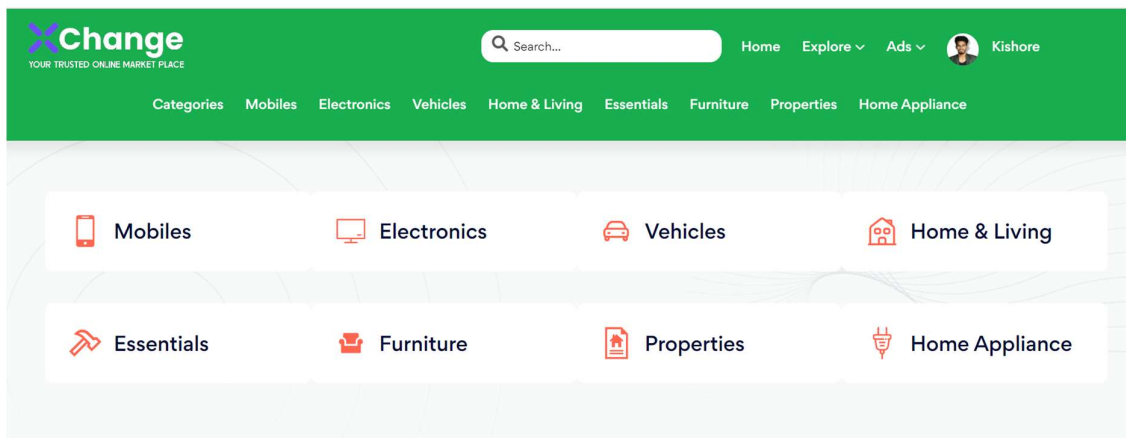 XChange
YOUR TRUSTED ONLINE MARKET PLACE
Search...
Home Explore Ads Kishore
Categories Mobiles Electronics Vehicles Home & Living Essentials Furniture Properties Home Appliance
Mobiles Electronics Vehicles Home & Living
Essentials Furniture Properties Home Appliance